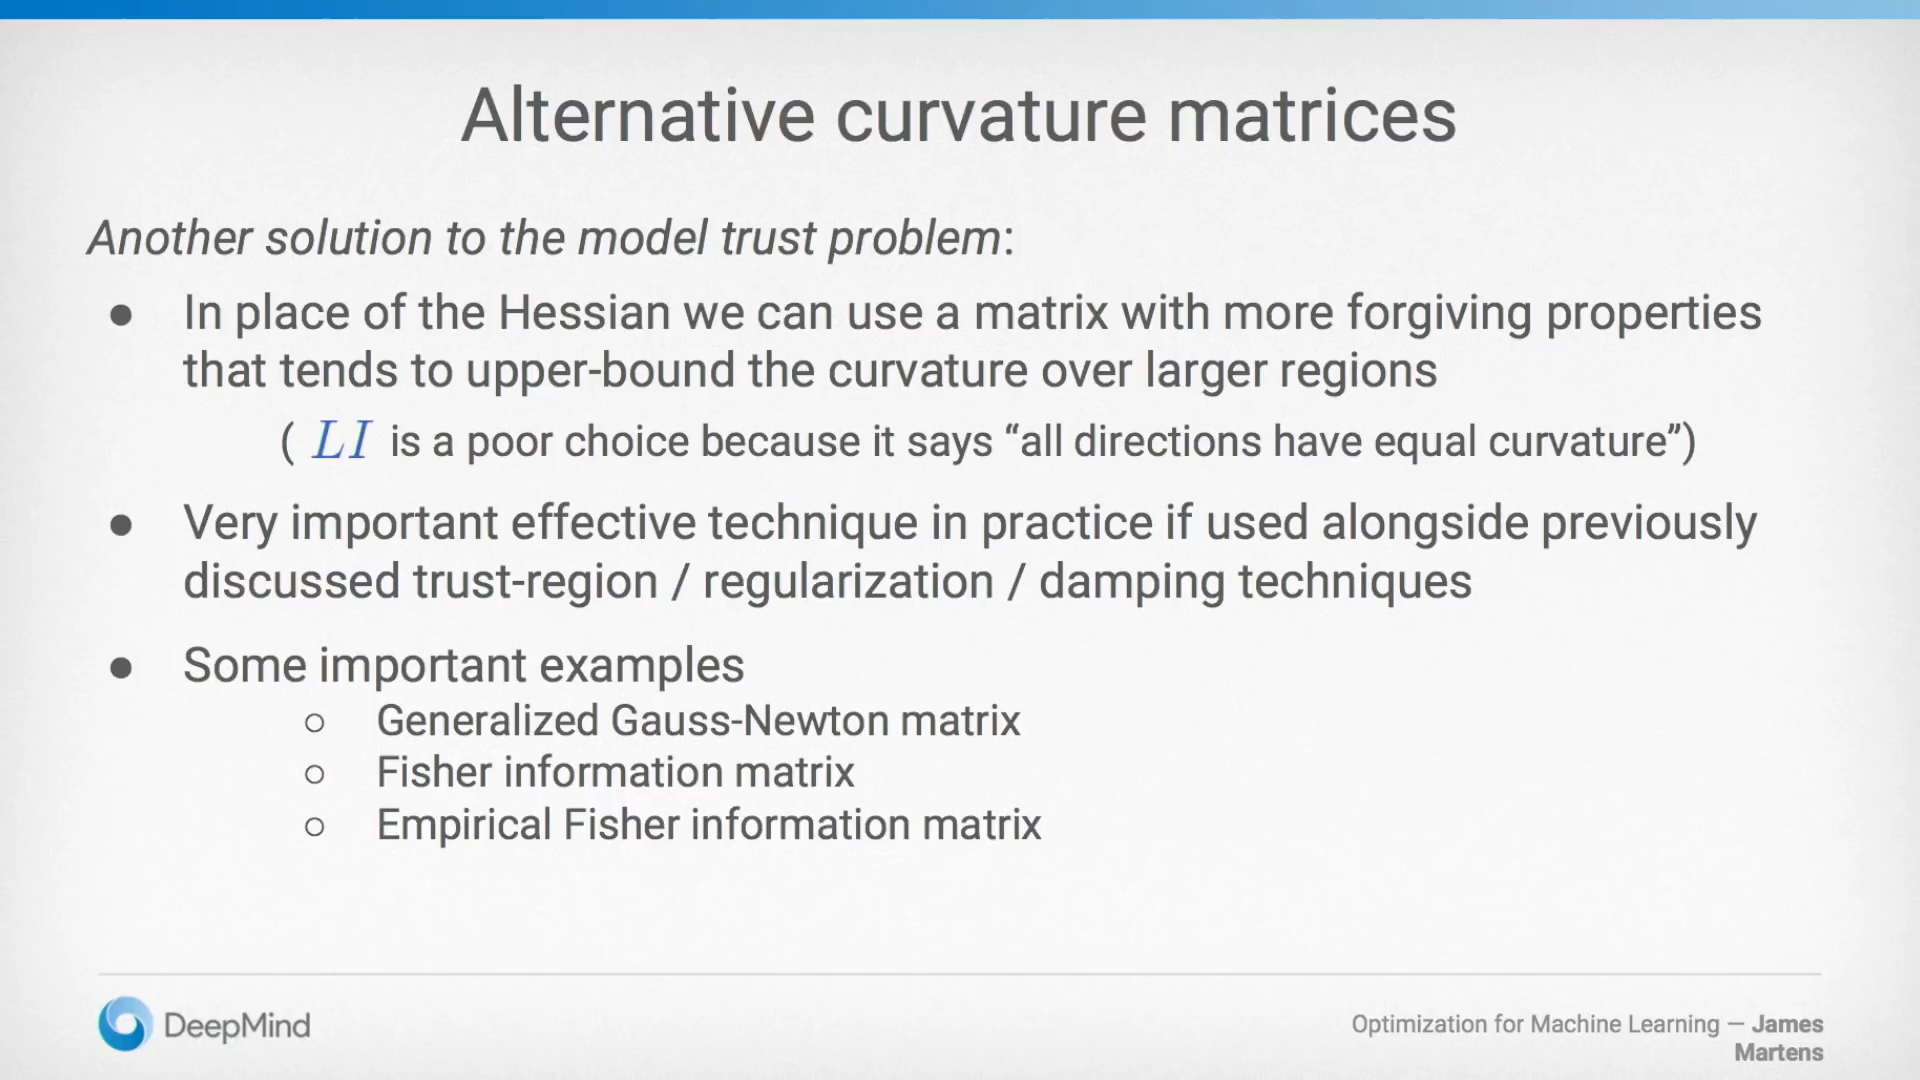 Alternative curvature matrices
Another solution to the model trust problem:
● In place of the Hessian we can use a matrix with more forgiving properties
that tends to upper-bound the curvature over larger regions
( LI is a poor choice because it says “all directions have equal curvature”)
● Very important effective technique in practice if used alongside previously
discussed trust-region / regularization / damping techniques
● Some important examples
○ Generalized Gauss-Newton matrix
○ Fisher information matrix
○ Empirical Fisher information matrix
DeepMind
Optimization for Machine Learning — James
Martens